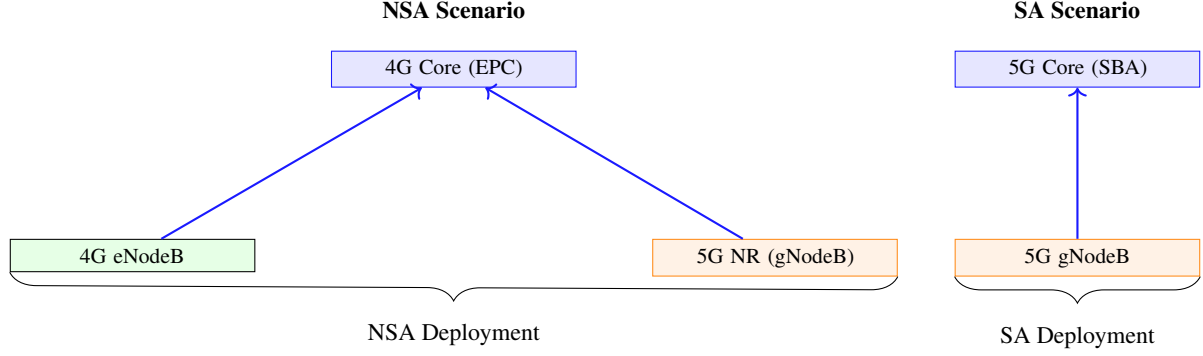 NSA Scenario
SA Scenario
4G Core (EPC)
5G Core (SBA)
4G eNodeB
5G NR (gNodeB)
5G gNodeB
NSA Deployment
SA Deployment